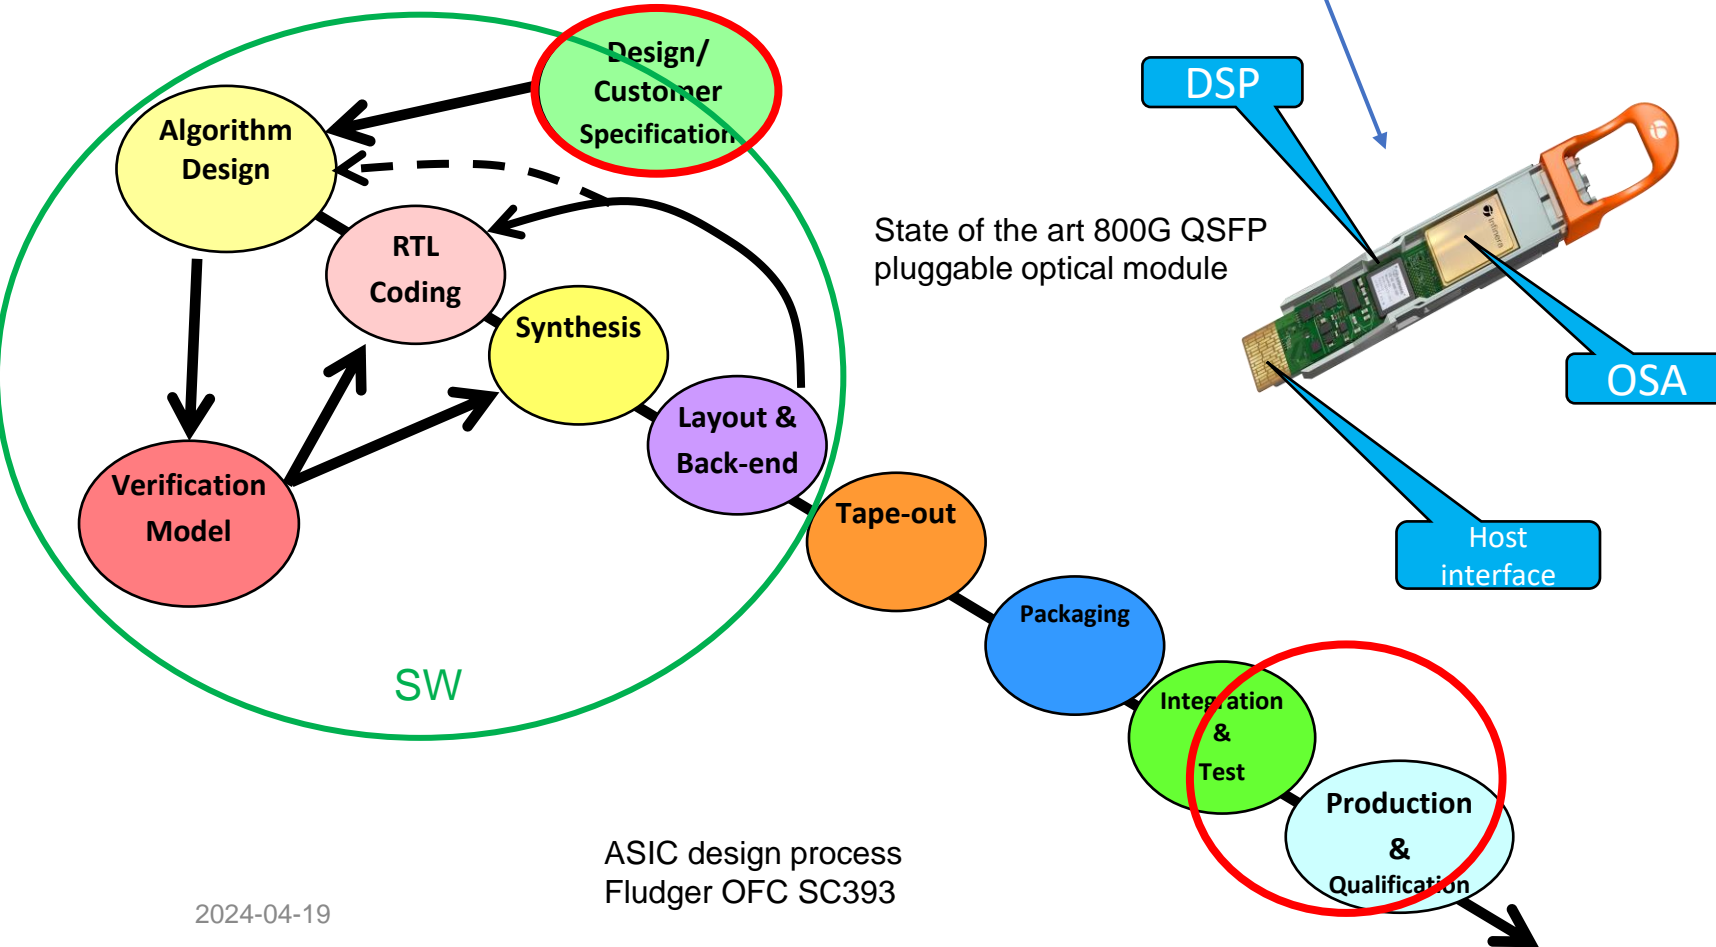 Design/
Customer
Specification
Algorithm
Design
RTL
Coding
Synthesis
Layout &
Back-end
Verification
Model
SW
Tape-out
Packaging
Integration
&
Test
Production
&
Qualification
DSP
State of the art 800G QSFP
pluggable optical module
Infinera
OSA
Host
interface
ASIC design process
Fludger OFC SC393
2024-04-19